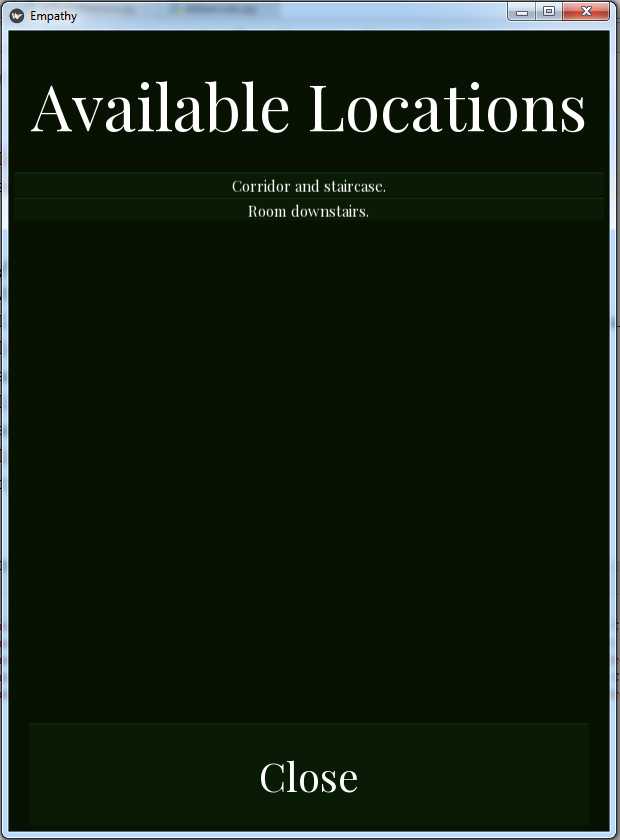 Empathy
Available Locations
Corridor and staircase.
Room downstairs.
Close